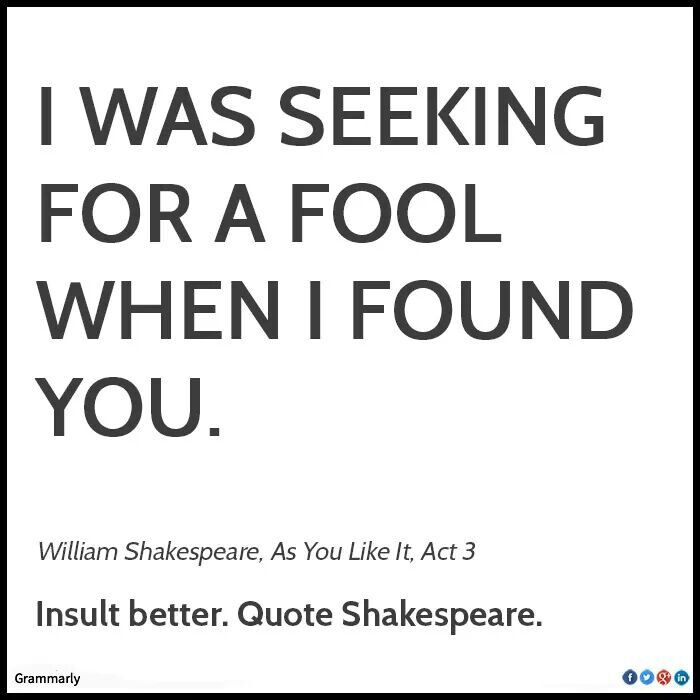 I WAS SEEKING
FOR A FOOL
WHEN I FOUND
YOU.
William Shakespeare, As You Like It, Act 3
Insult better. Quote Shakespeare.
Grammarly